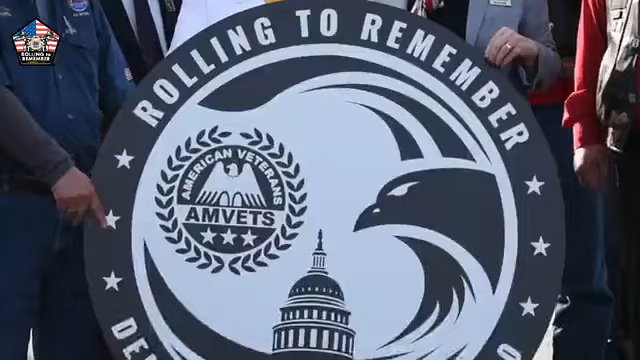 ROLLING TO REMEMBER
ROLLING TO
REMEMBER
AMERICAN VETERANS
AMVETS